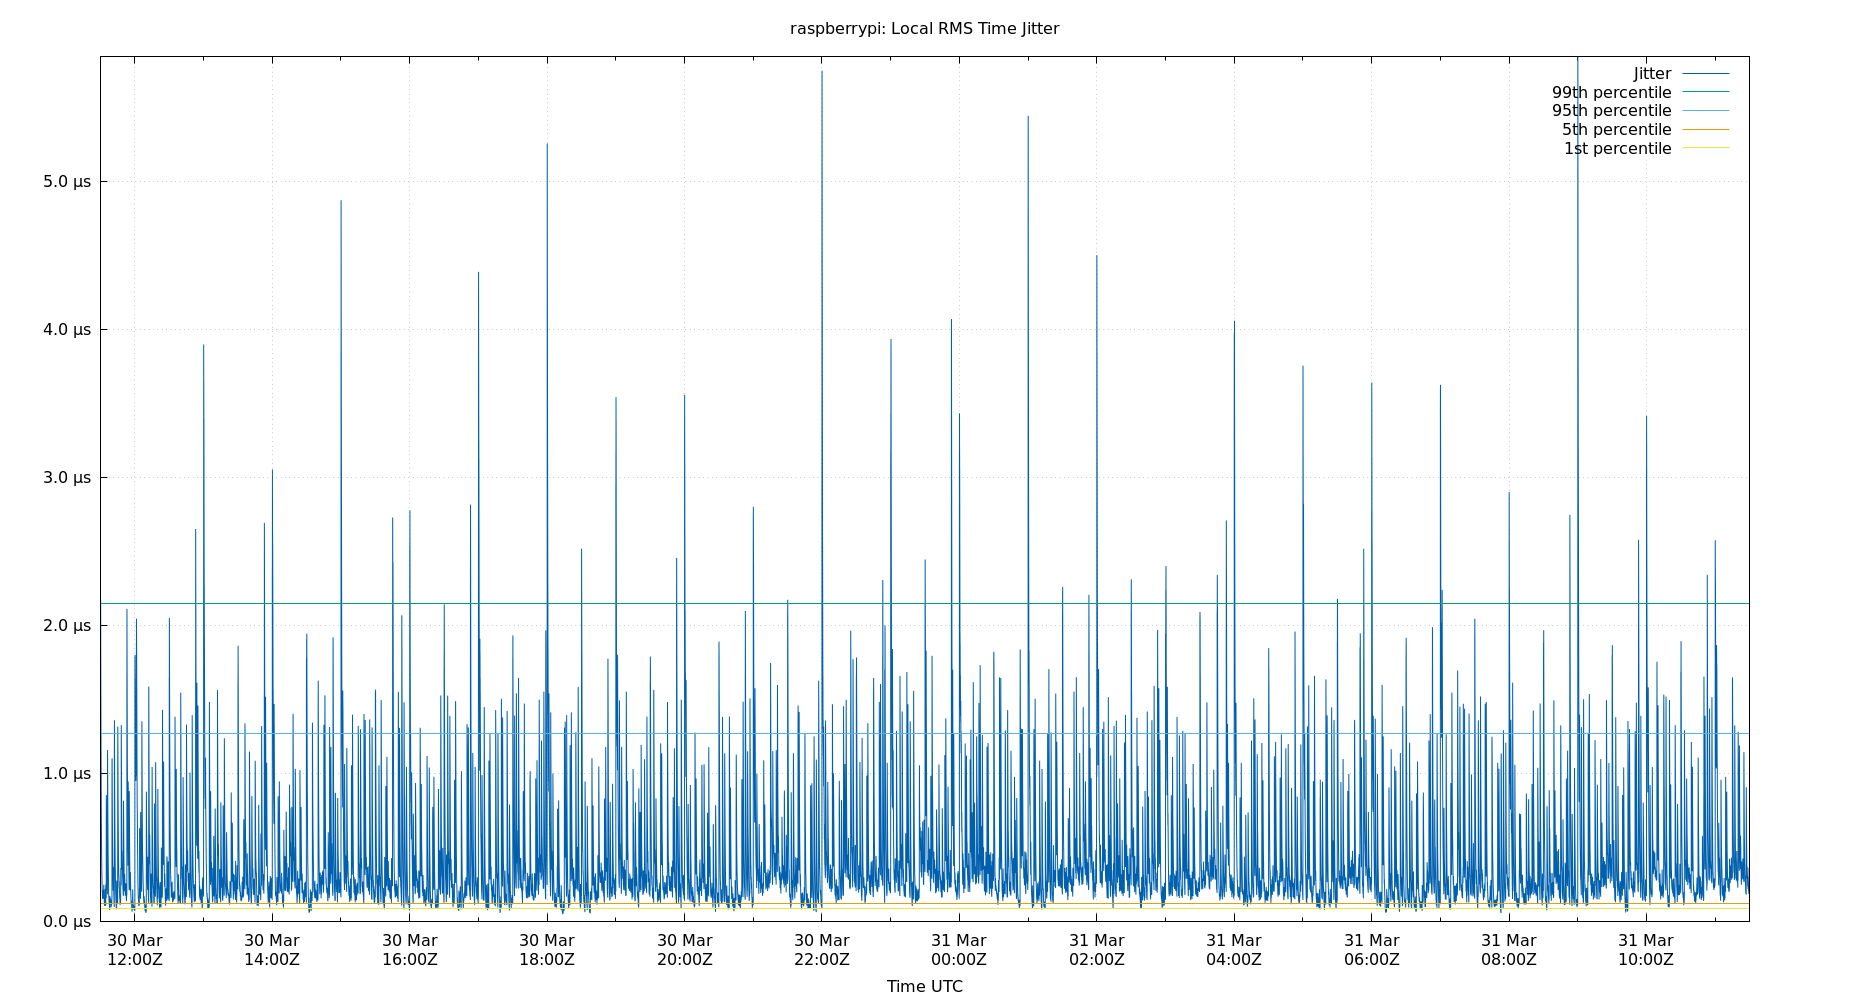 raspberrypi: Local RMS Time Jitter
Jitter
99th percentile
95th percentile
5th percentile
1st percentile
5.0 µs
4.0 µs
3.0 µs
2.0 µs
1.0 µs
0.0 µs
30 Mar 30 Mar 30 Mar 30 Mar 30 Mar 30 Mar 31 Mar 31 Mar 31 Mar 31 Mar 31 Mar 31 Mar
12:00Z 14:00Z 16:00Z 18:00Z 20:00Z 22:00Z 00:00Z 02:00Z 04:00Z 06:00Z 08:00Z 10:00Z
Time UTC